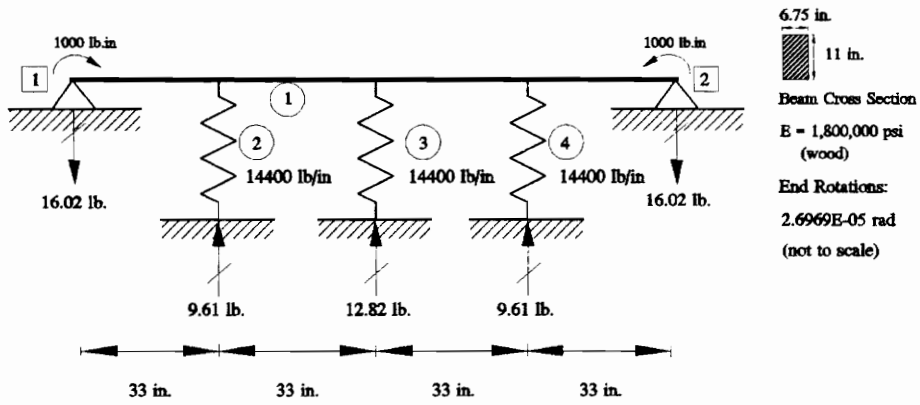 6.75 in.
1000 lb.in
1000 lb.in
1
2
11 in.
1
Beam Cross Section
2
3
4
E = 1,800,000 psi
(wood)
14400 lb/in
14400 lb/in
14400 lb/in
End Rotations:
16.02 lb.
16.02 lb.
2.6969E-05 rad
(not to scale)
9.61 lb.
12.82 lb.
9.61 lb.
33 in.
33 in.
33 in.
33 in.